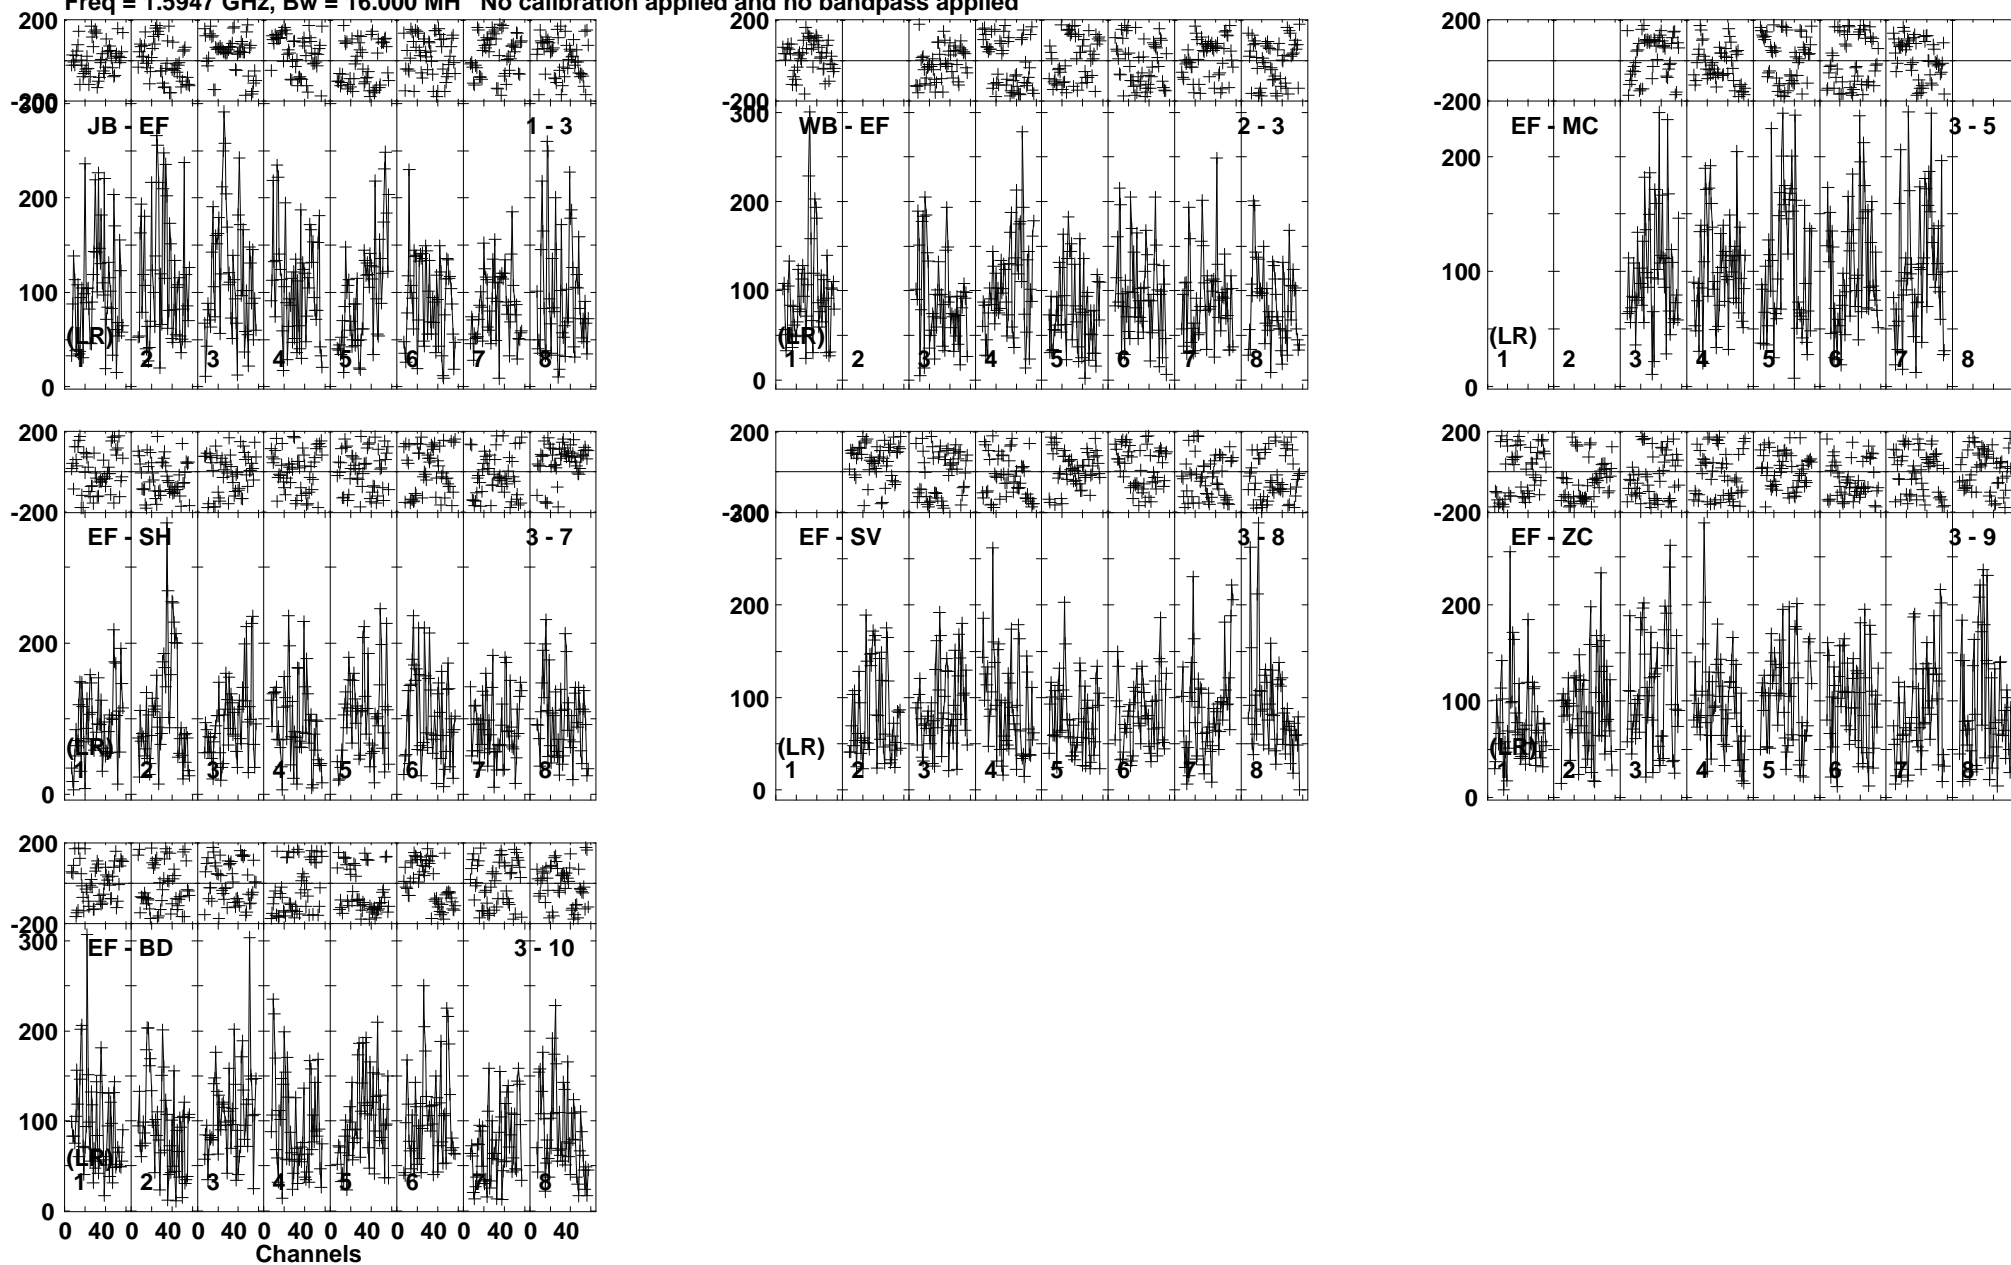 Freq = 1.5947 GHz, Bw = 16.000 MH No calibration applied and no bandpass applied
200 200 200
-200 -200 -200
300 300
JB - EF 1 - 3 WB - EF 2 - 3 EF - MC 3 - 5
200 200 200
100 100 100
(LR) (LR) (LR)
1 2 3 4 5 6 7 8 1 2 3 4 5 6 7 8 1 2 3 4 5 6 7 8
0 0 0
200 200 200
-200 -200 -200
300
EF - SH 3 - 7 EF - SV 3 - 8 EF - ZC 3 - 9
200 200 200
100 100
(LR) (LR) (LR)
1 2 3 4 5 6 7 8 1 2 3 4 5 6 7 8 1 2 3 4 5 6 7 8
0 0 0
200
-200
300
EF - BD 3 - 10
200
100
(LR)
1 2 3 4 5 6 7 8
0
0 40 0 40 0 40 0 40 0 40 0 40 0 40 0 40
Channels